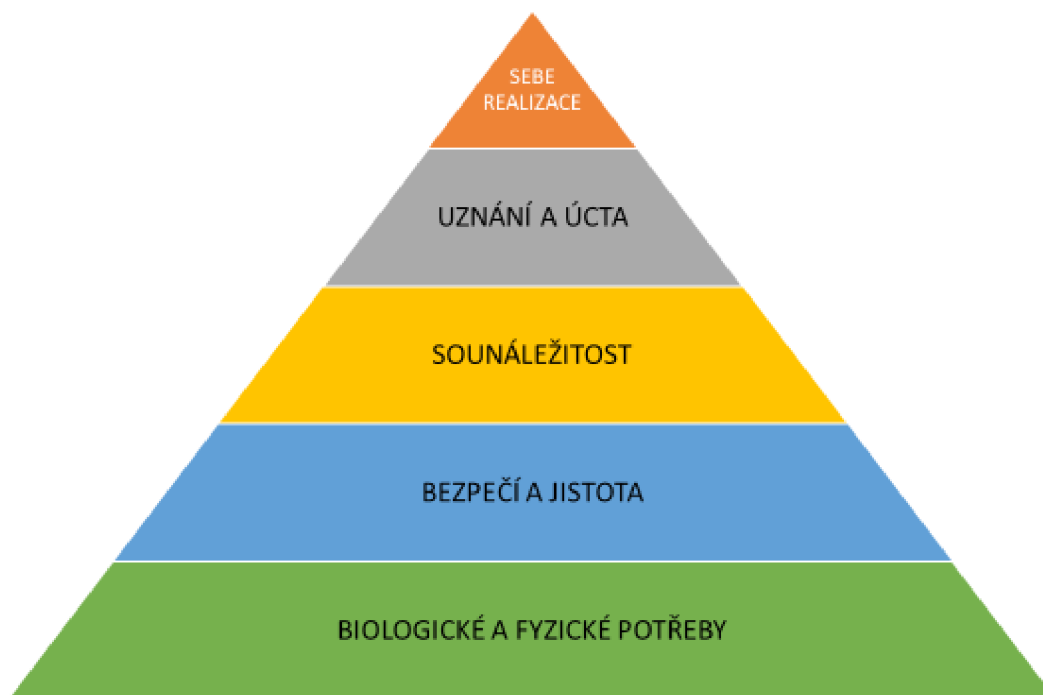 SEBE
REALIZACE
UZNÁNÍ A ÚCTA
SOUNÁLEŽITOST
BEZPEČÍ A JISTOTA
BIOLOGICKÉ A FYZICKÉ POTŘEBY